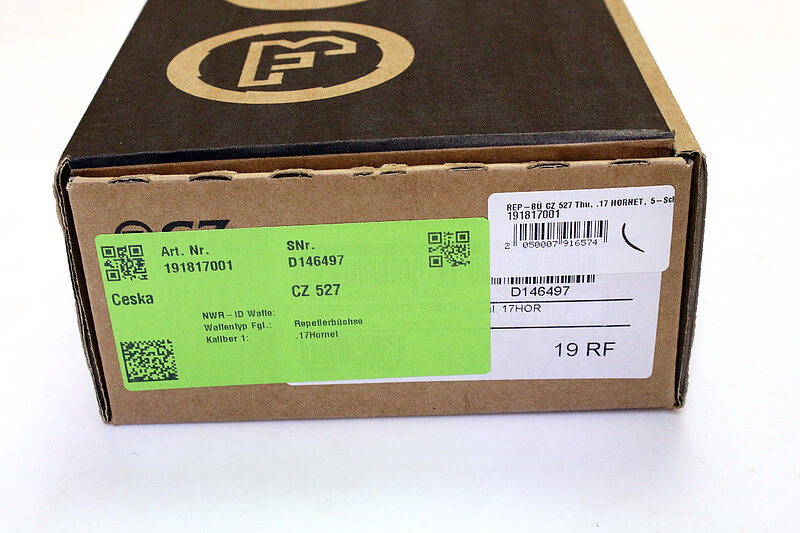 CZ
REP-BÜ CZ 527 Thu, .17 HORNET, 5-Sch
191817001
2 050007 916574
Art. Nr.
191817001
SNr.
D146497
Ceska
CZ 527
NWR-ID Waffe:
Waffentyp Fgl.: Repetierbüchse
Kaliber 1: .17Hornet
D146497
17HOR
19 RF